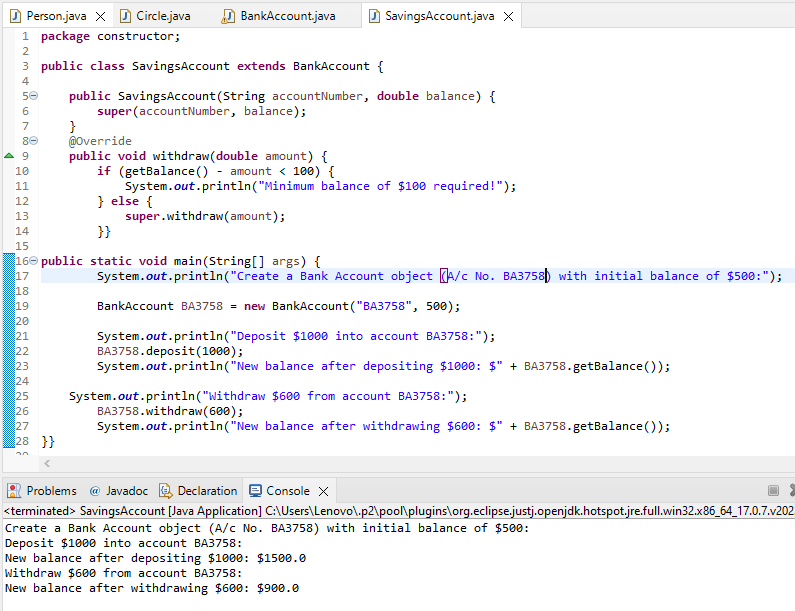 Person.java Circle.java BankAccount.java SavingsAccount.java
1 package constructor;
2
3 public class SavingsAccount extends BankAccount {
4
5 public SavingsAccount(String accountNumber, double balance) {
6 super(accountNumber, balance);
7 }
8 @Override
9 public void withdraw(double amount) {
10 if (getBalance() - amount < 100) {
11 System.out.println("Minimum balance of $100 required!");
12 } else {
13 super.withdraw(amount);
14 }}
15
16 public static void main(String[] args) {
17 System.out.println("Create a Bank Account object (A/c No. BA3758) with initial balance of $500:");
18
19 BankAccount BA3758 = new BankAccount("BA3758", 500);
20
21 System.out.println("Deposit $1000 into account BA3758:");
22 BA3758.deposit(1000);
23 System.out.println("New balance after depositing $1000: $" + BA3758.getBalance());
24
25 System.out.println("Withdraw $600 from account BA3758:");
26 BA3758.withdraw(600);
27 System.out.println("New balance after withdrawing $600: $" + BA3758.getBalance());
28 }}
Problems @ Javadoc Declaration Console
<terminated> SavingsAccount [Java Application] C:\Users\Lenovo\.p2\pool\plugins\org.eclipse.justj.openjdk.hotspot.jre.full.win32.x86_64_17.0.7.v202
Create a Bank Account object (A/c No. BA3758) with initial balance of $500:
Deposit $1000 into account BA3758:
New balance after depositing $1000: $1500.0
Withdraw $600 from account BA3758:
New balance after withdrawing $600: $900.0